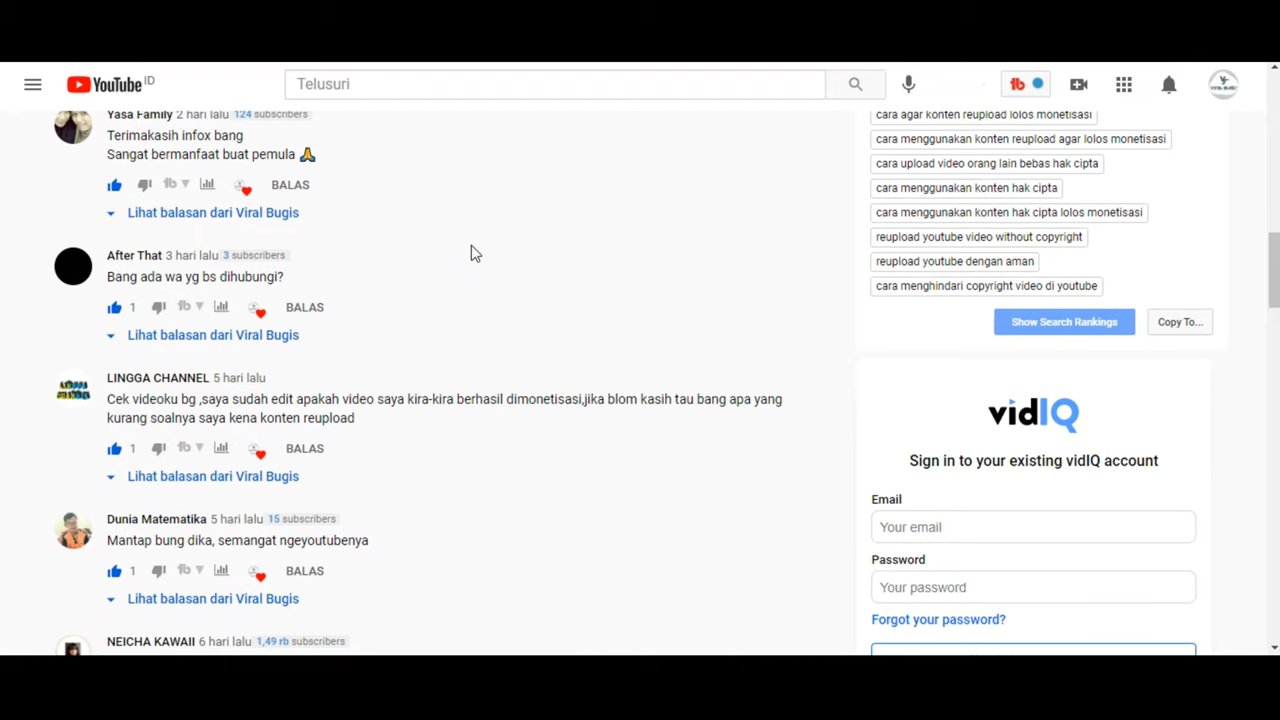 YouTube ID
Telusuri
tb
Yasa Family 2 hari lalu 124 subscribers
Terimakasih infox bang
Sangat bermanfaat buat pemula 🙏
tb
BALAS
Lihat balasan dari Viral Bugis
After That 3 hari lalu 3 subscribers
Bang ada wa yg bs dihubungi?
1 tb BALAS
Lihat balasan dari Viral Bugis
LINGGA CHANNEL 5 hari lalu
Cek videoku bg ,saya sudah edit apakah video saya kira-kira berhasil dimonetisasi,jika blom kasih tau bang apa yang
kurang soalnya saya kena konten reupload
1 tb BALAS
Lihat balasan dari Viral Bugis
Dunia Matematika 5 hari lalu 15 subscribers
Mantap bung dika, semangat ngeyoutubenya
1 tb BALAS
Lihat balasan dari Viral Bugis
NEICHA KAWAII 6 hari lalu 1,49 rb subscribers
cara agar konten reupload lolos monetisasi
cara menggunakan konten reupload agar lolos monetisasi
cara upload video orang lain bebas hak cipta
cara menggunakan konten hak cipta
cara menggunakan konten hak cipta lolos monetisasi
reupload youtube video without copyright
reupload youtube dengan aman
cara menghindari copyright video di youtube
Show Search Rankings
Copy To...
vidIQ
Sign in to your existing vidIQ account
Email
Your email
Password
Your password
Forgot your password?